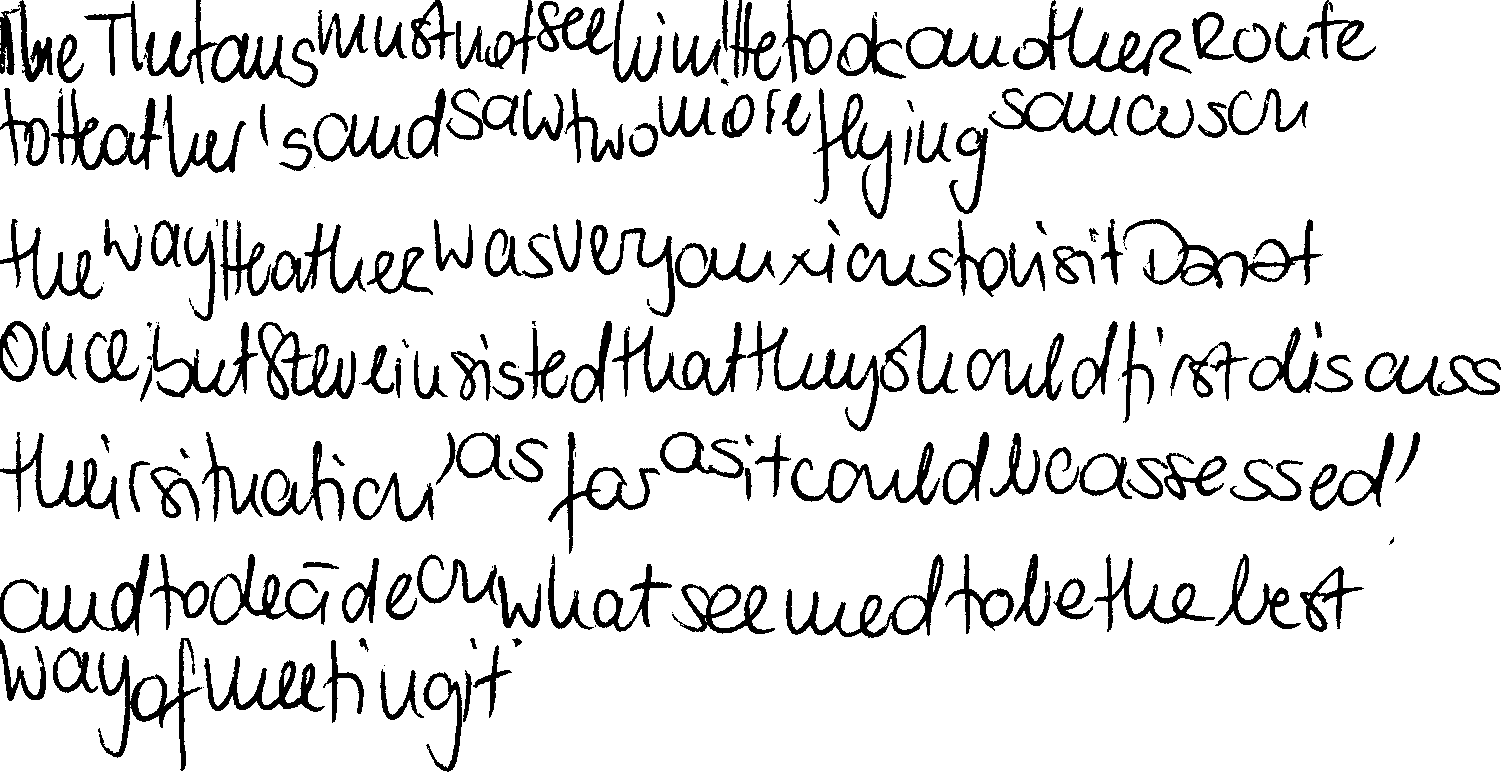 The Thetans must not see him! He took another route
to Heather's and saw two more flying saucers on
the way. Heather was very anxious to visit Dan at
once, but Steve insisted that they should first discuss
their situation, as far as it could be assessed,
and to decide on what seemed to be the best
way of meeting it.